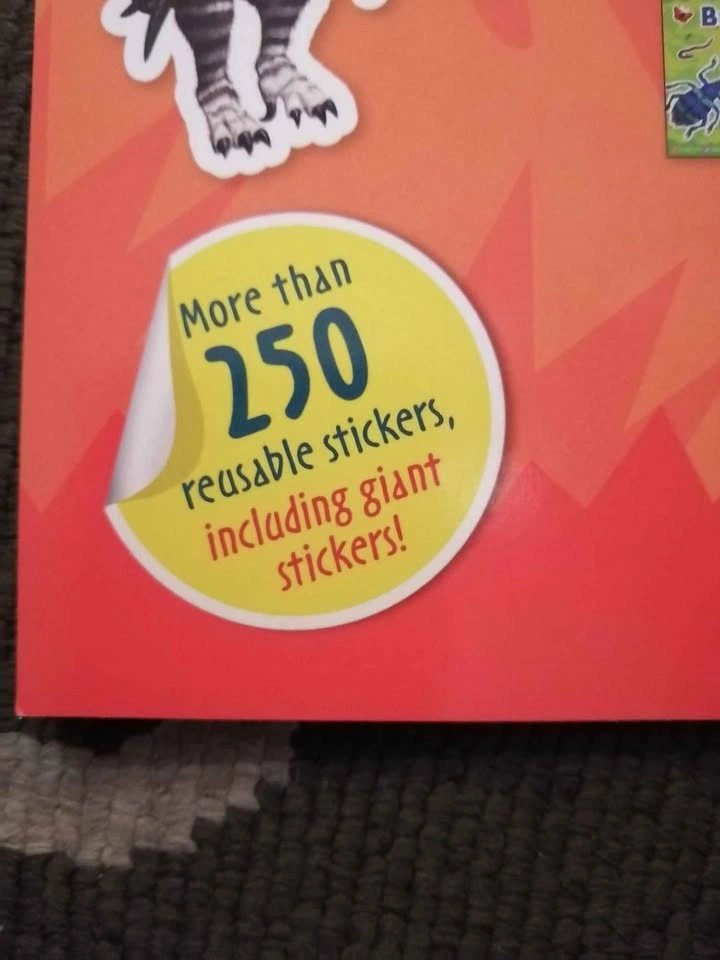 More than
250
reusable stickers,
including giant
stickers!